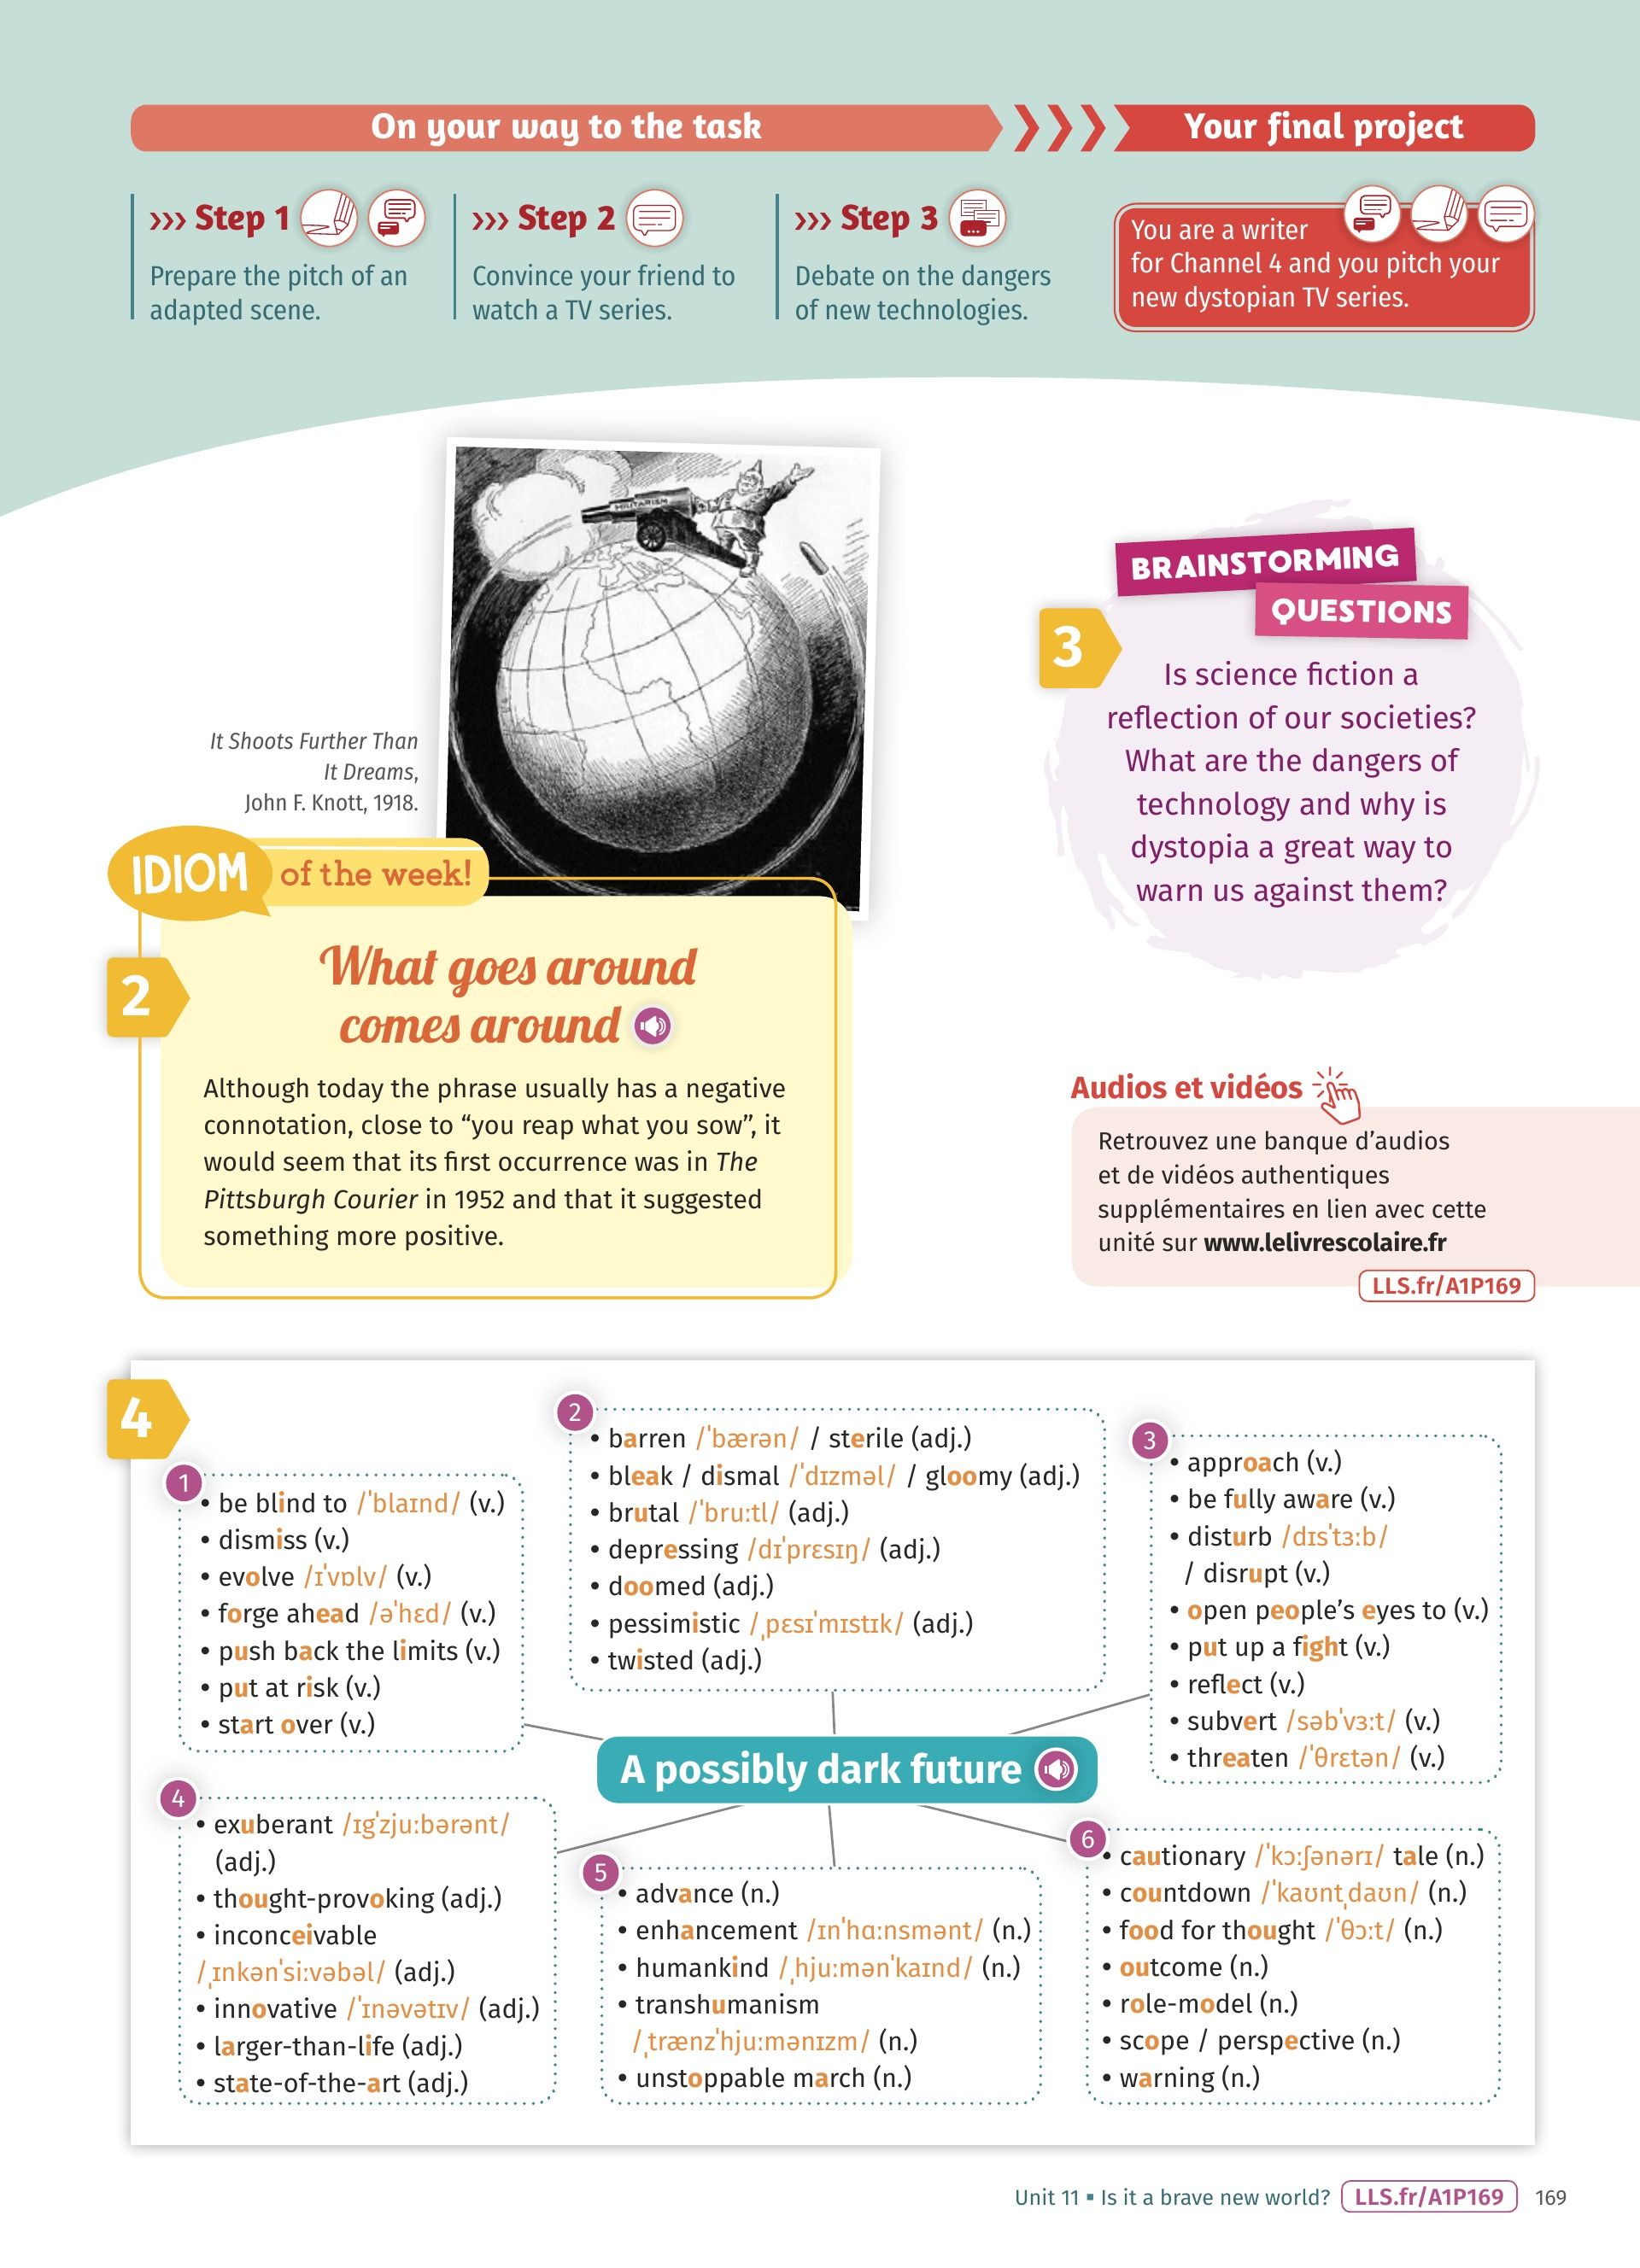 On your way to the task
Your final project
››› Step 1
Prepare the pitch of an
adapted scene.
››› Step 2
Convince your friend to
watch a TV series.
››› Step 3
Debate on the dangers
of new technologies.
You are a writer
for Channel 4 and you pitch your
new dystopian TV series.
MILITARISM
It Shoots Further Than
It Dreams,
John F. Knott, 1918.
BRAINSTORMING
QUESTIONS
3
Is science fiction a
reflection of our societies?
What are the dangers of
technology and why is
dystopia a great way to
warn us against them?
IDIOM of the week!
2
What goes around
comes around
Although today the phrase usually has a negative
connotation, close to “you reap what you sow”, it
would seem that its first occurrence was in The
Pittsburgh Courier in 1952 and that it suggested
something more positive.
Audios et vidéos
Retrouvez une banque d’audios
et de vidéos authentiques
supplémentaires en lien avec cette
unité sur www.lelivrescolaire.fr
LLS.fr/A1P169
4
1
• be blind to /ˈblaɪnd/ (v.)
• dismiss (v.)
• evolve /ɪˈvɒlv/ (v.)
• forge ahead /əˈhɛd/ (v.)
• push back the limits (v.)
• put at risk (v.)
• start over (v.)
2
• barren /ˈbærən/ / sterile (adj.)
• bleak / dismal /ˈdɪzməl/ / gloomy (adj.)
• brutal /ˈbruːtl/ (adj.)
• depressing /dɪˈprɛsɪŋ/ (adj.)
• doomed (adj.)
• pessimistic /ˌpɛsɪˈmɪstɪk/ (adj.)
• twisted (adj.)
3
• approach (v.)
• be fully aware (v.)
• disturb /dɪsˈtɜːb/
/ disrupt (v.)
• open people’s eyes to (v.)
• put up a fight (v.)
• reflect (v.)
• subvert /səbˈvɜːt/ (v.)
• threaten /ˈθrɛtən/ (v.)
A possibly dark future
4
• exuberant /ɪgˈzjuːbərənt/
(adj.)
• thought-provoking (adj.)
• inconceivable
/ˌɪnkənˈsiːvəbəl/ (adj.)
• innovative /ˈɪnəvətɪv/ (adj.)
• larger-than-life (adj.)
• state-of-the-art (adj.)
5
• advance (n.)
• enhancement /ɪnˈhɑːnsmənt/ (n.)
• humankind /ˌhjuːmənˈkaɪnd/ (n.)
• transhumanism
/ˌtrænzˈhjuːmənɪzm/ (n.)
• unstoppable march (n.)
6
• cautionary /ˈkɔːʃənərɪ/ tale (n.)
• countdown /ˈkaʊntˌdaʊn/ (n.)
• food for thought /ˈθɔːt/ (n.)
• outcome (n.)
• role-model (n.)
• scope / perspective (n.)
• warning (n.)
Unit 11 ▪ Is it a brave new world? LLS.fr/A1P169 169